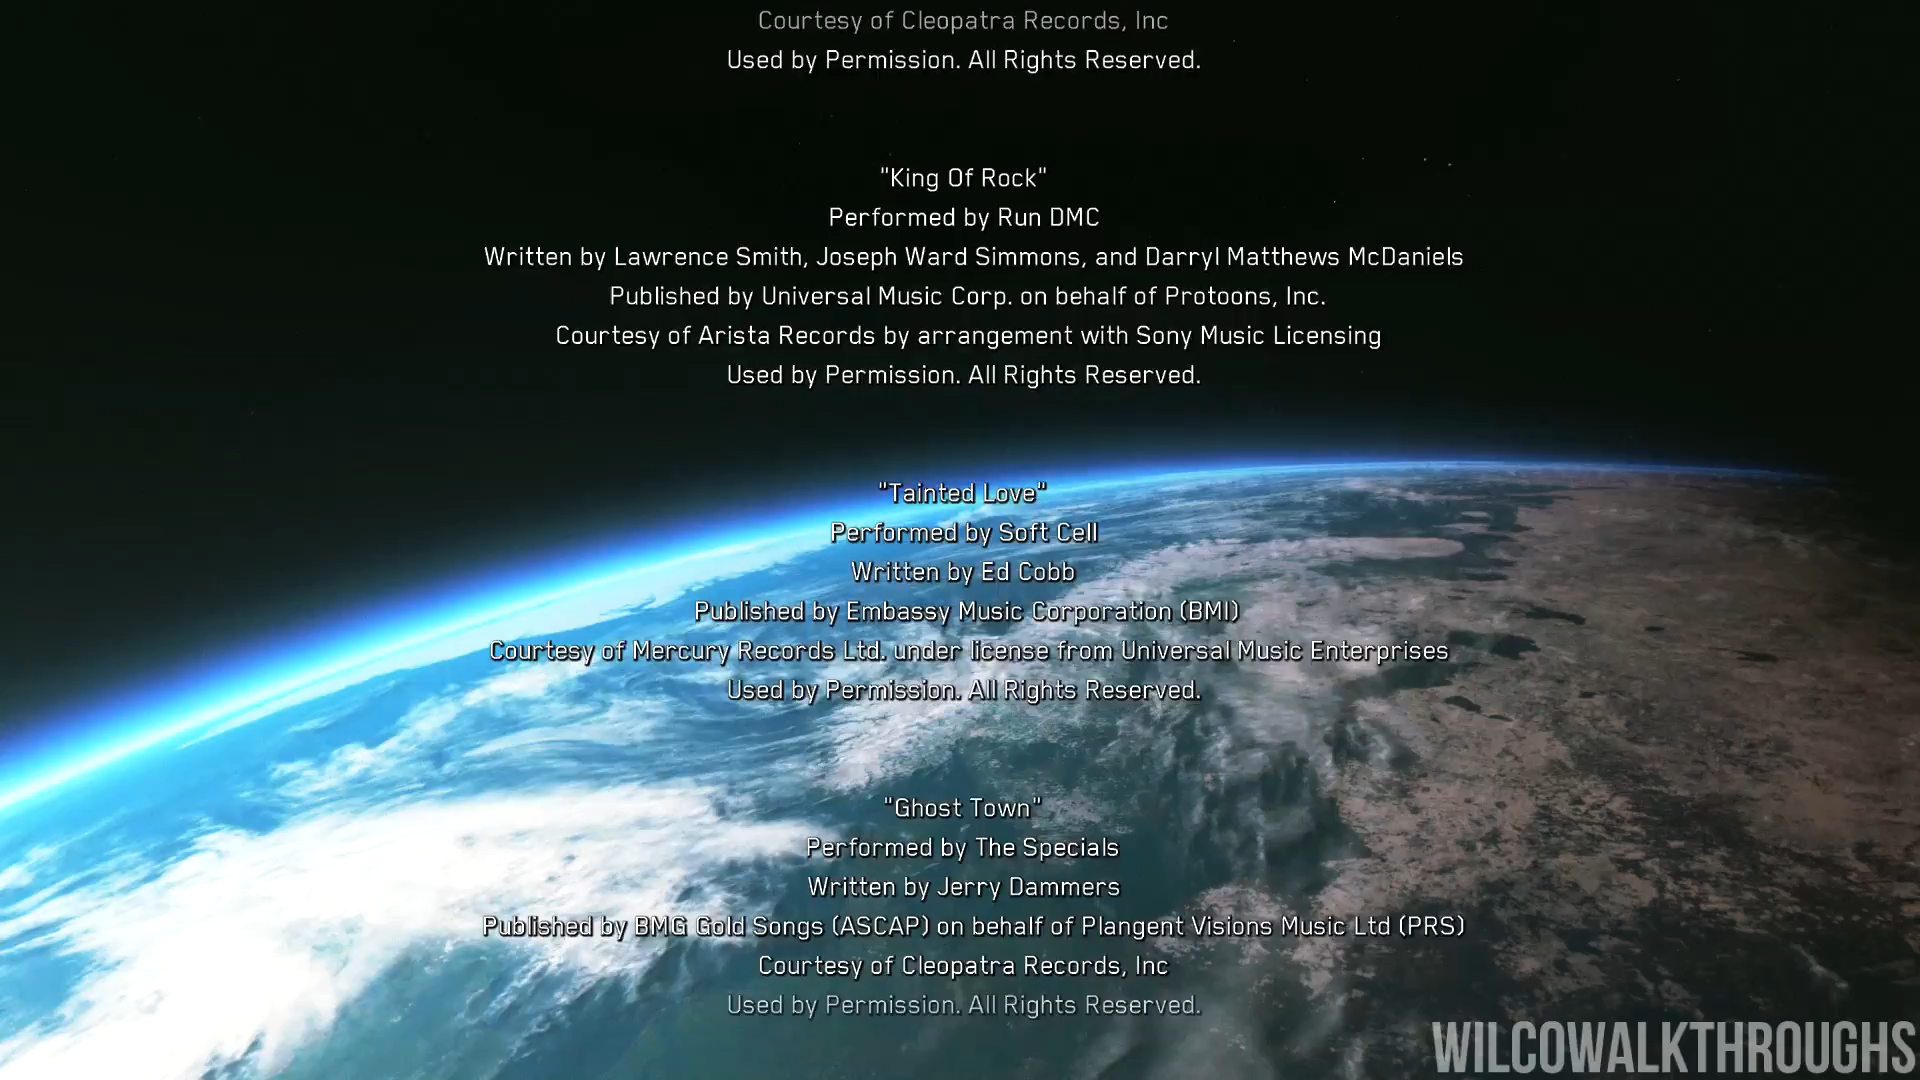 Courtesy of Cleopatra Records, Inc
Used by Permission. All Rights Reserved.
"King Of Rock"
Performed by Run DMC
Written by Lawrence Smith, Joseph Ward Simmons, and Darryl Matthews McDaniels
Published by Universal Music Corp. on behalf of Protoons, Inc.
Courtesy of Arista Records by arrangement with Sony Music Licensing
Used by Permission. All Rights Reserved.
"Tainted Love"
Performed by Soft Cell
Written by Ed Cobb
Published by Embassy Music Corporation (BMI)
Courtesy of Mercury Records Ltd. under license from Universal Music Enterprises
Used by Permission. All Rights Reserved.
"Ghost Town"
Performed by The Specials
Written by Jerry Dammers
Published by BMG Gold Songs (ASCAP) on behalf of Plangent Visions Music Ltd (PRS)
Courtesy of Cleopatra Records, Inc
Used by Permission. All Rights Reserved.
WILCOWALKTHROUGHS